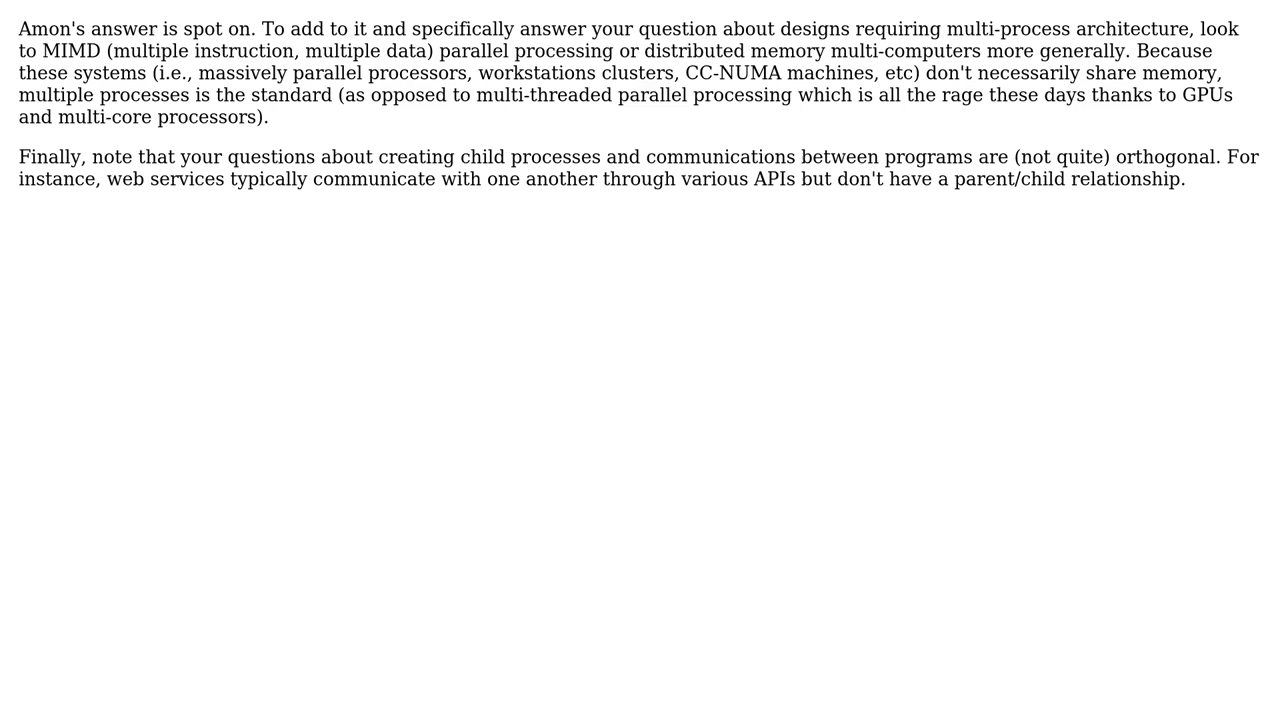 Amon's answer is spot on. To add to it and specifically answer your question about designs requiring multi-process architecture, look
to MIMD (multiple instruction, multiple data) parallel processing or distributed memory multi-computers more generally. Because
these systems (i.e., massively parallel processors, workstations clusters, CC-NUMA machines, etc) don't necessarily share memory,
multiple processes is the standard (as opposed to multi-threaded parallel processing which is all the rage these days thanks to GPUs
and multi-core processors).
Finally, note that your questions about creating child processes and communications between programs are (not quite) orthogonal. For
instance, web services typically communicate with one another through various APIs but don't have a parent/child relationship.